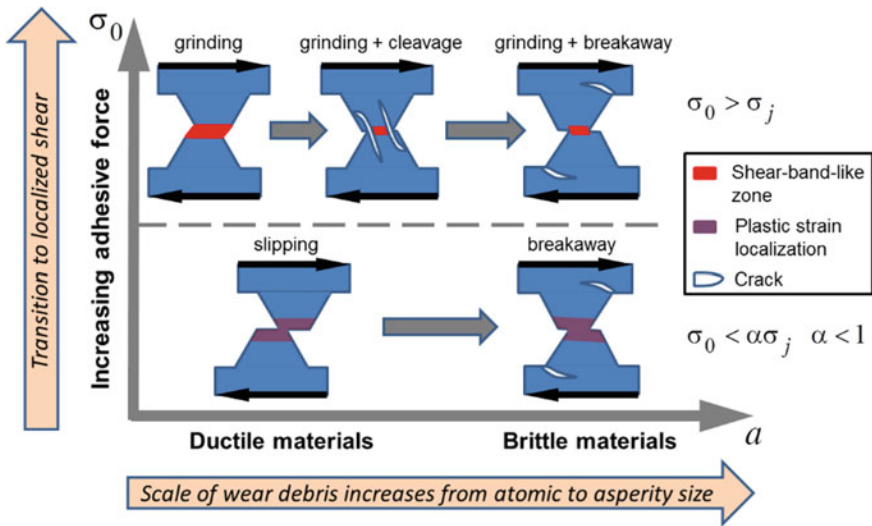 Transition to localized shear
Increasing adhesive force
σ₀
grinding
grinding + cleavage
grinding + breakaway
σ₀ > σⱼ
Shear-band-like
zone
Plastic strain
localization
Crack
slipping
breakaway
σ₀ < ασⱼ α < 1
Ductile materials
Brittle materials
a
Scale of wear debris increases from atomic to asperity size